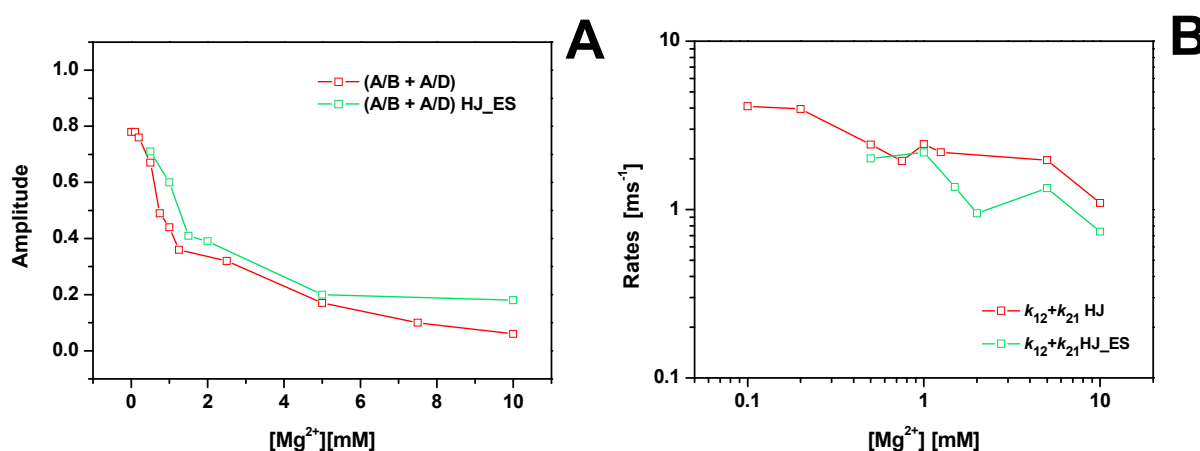 A
1.0
0.8
0.6
0.4
0.2
0.0
Amplitude
(A/B + A/D)
(A/B + A/D) HJ_ES
0 2 4 6 8 10
[Mg²⁺][mM]
B
10
1
0.1
Rates [ms⁻¹]
k₁₂+k₂₁ HJ
k₁₂+k₂₁HJ_ES
0.1 1 10
[Mg²⁺] [mM]